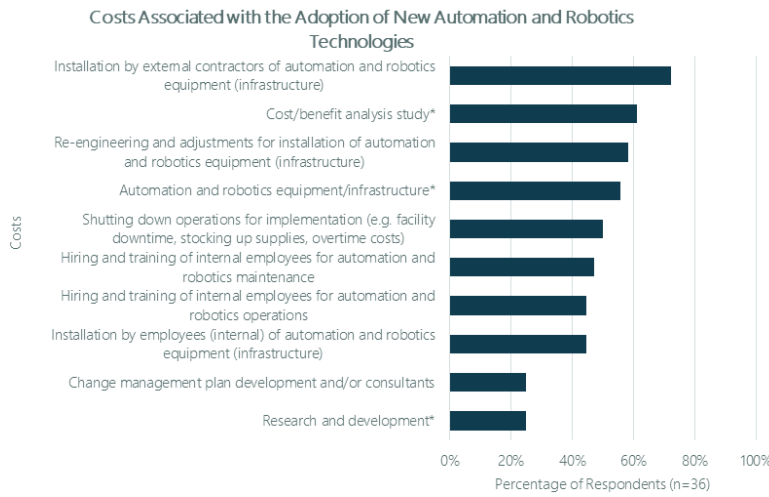 Costs Associated with the Adoption of New Automation and Robotics
Technologies
Installation by external contractors of automation and robotics
equipment (infrastructure)
Cost/benefit analysis study*
Re-engineering and adjustments for installation of automation
and robotics equipment (infrastructure)
Automation and robotics equipment/infrastructure*
Shutting down operations for implementation (e.g. facility
downtime, stocking up supplies, overtime costs)
Hiring and training of internal employees for automation and
robotics maintenance
Hiring and training of internal employees for automation and
robotics operations
Installation by employees (internal) of automation and robotics
equipment (infrastructure)
Change management plan development and/or consultants
Research and development*
Costs
0% 20% 40% 60% 80% 100%
Percentage of Respondents (n=36)